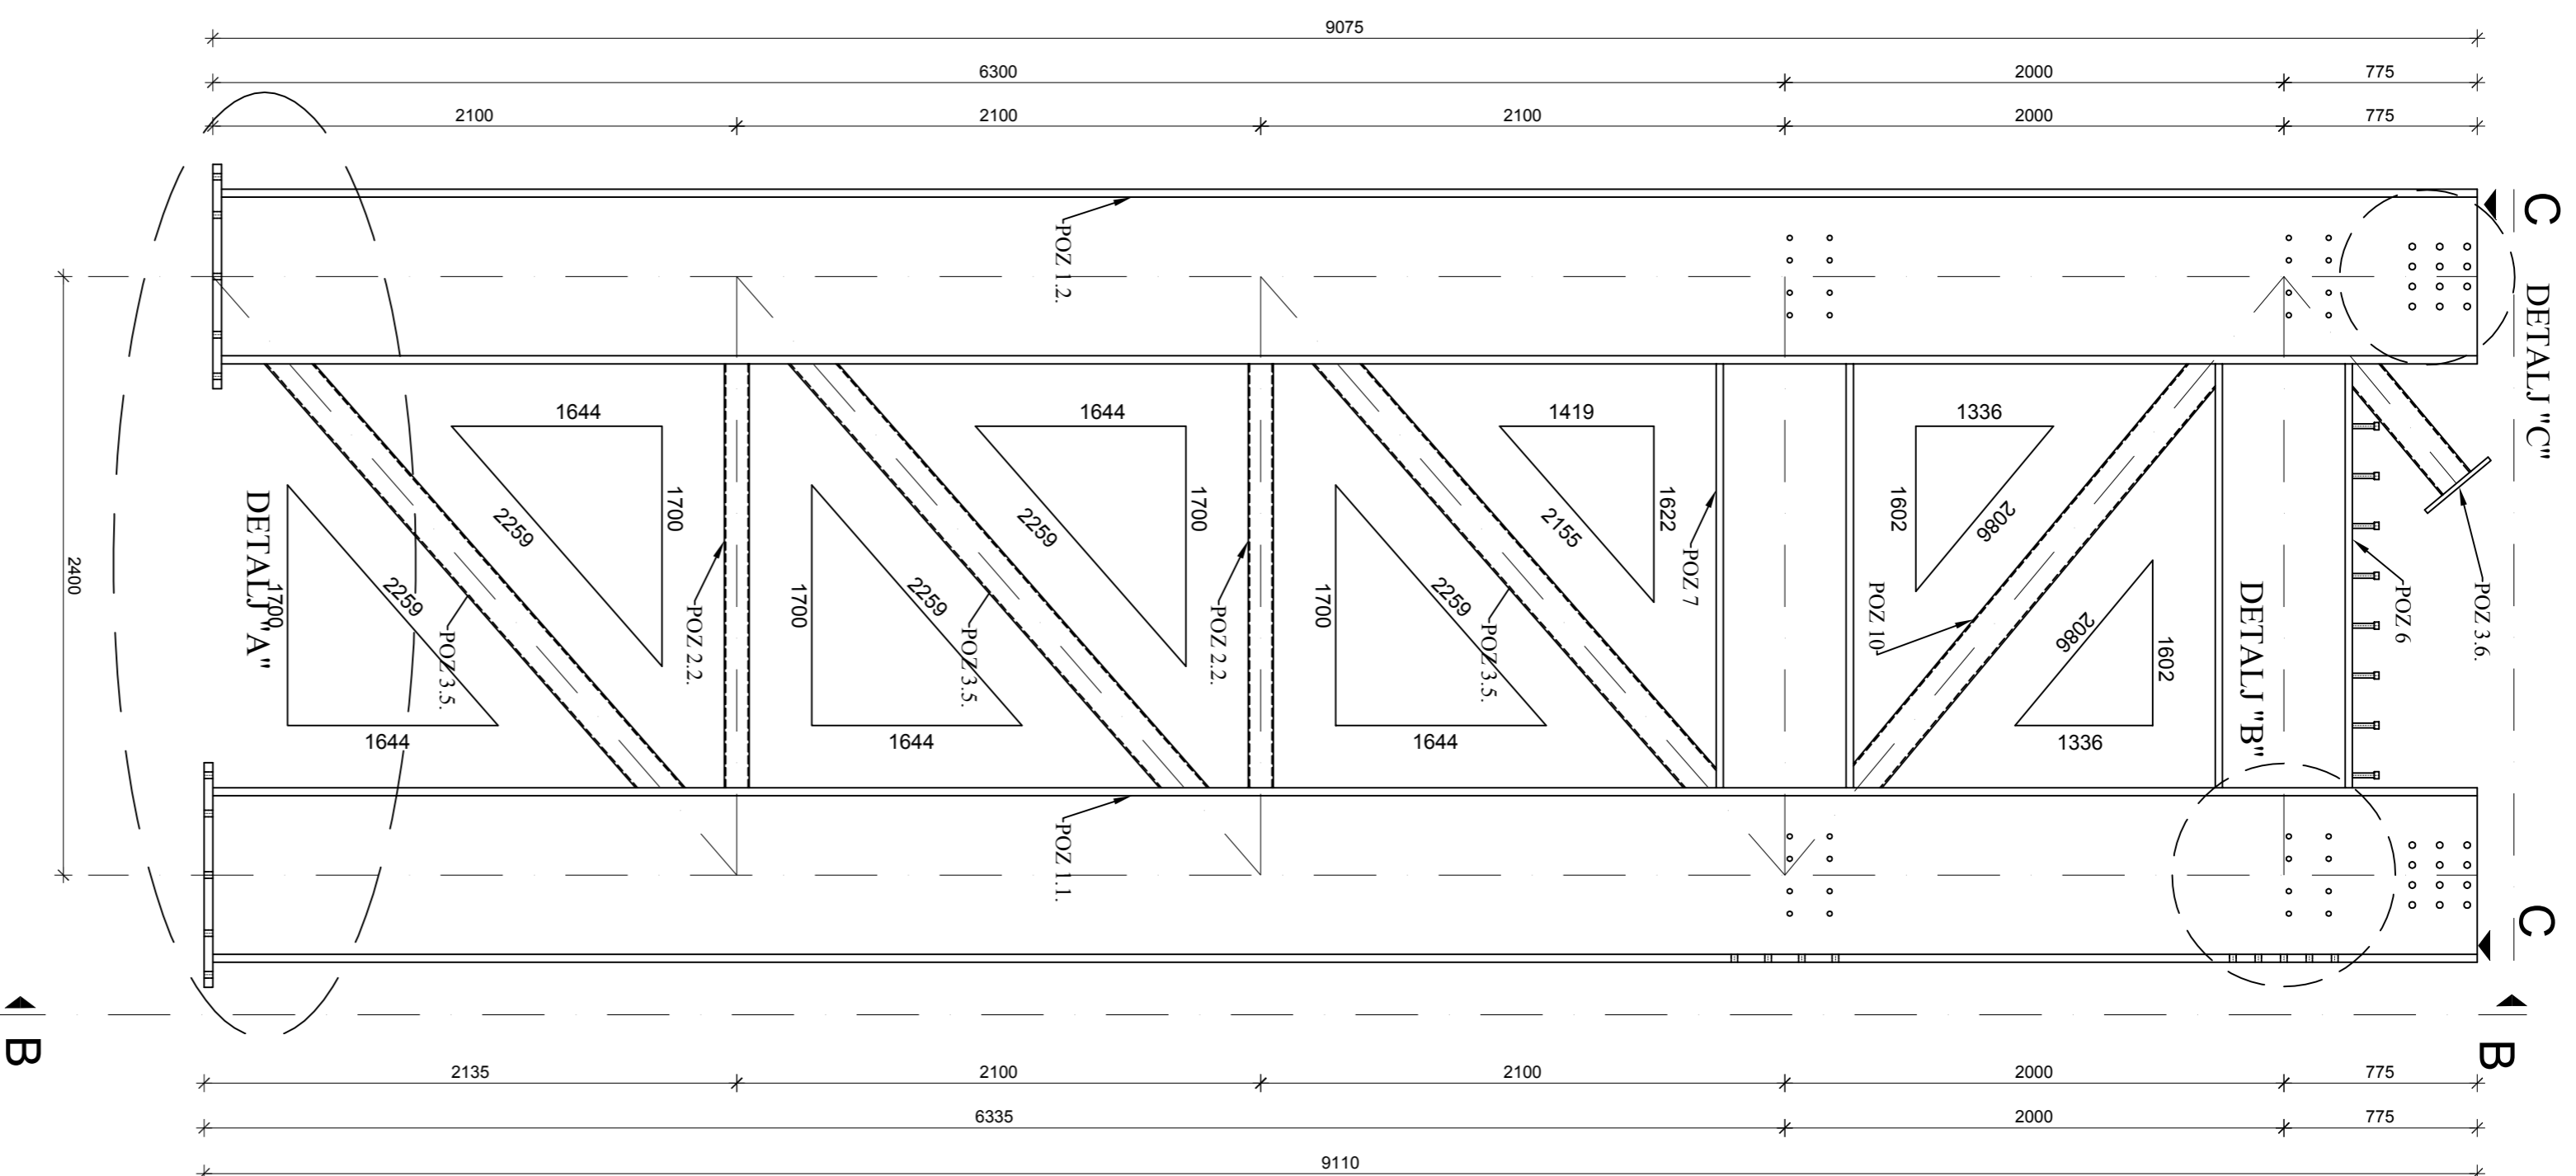 9075
6300
2000
775
2100
2100
2100
2000
775
C
DETALJ "C"
POZ 1.2.
1644
1700
2259
1644
1700
2259
1419
1622
2155
1336
1602
2086
POZ 7
POZ 10
POZ 3.6.
POZ 6
DETALJ "B"
DETALJ "A"
1700
2259
1644
POZ 3.5.
POZ 2.2.
1700
2259
1644
POZ 3.5.
POZ 2.2.
1700
2259
1644
POZ 3.5.
2086
1602
1336
2400
POZ 1.1.
C
B
B
2135
2100
2100
2000
775
6335
2000
775
9110